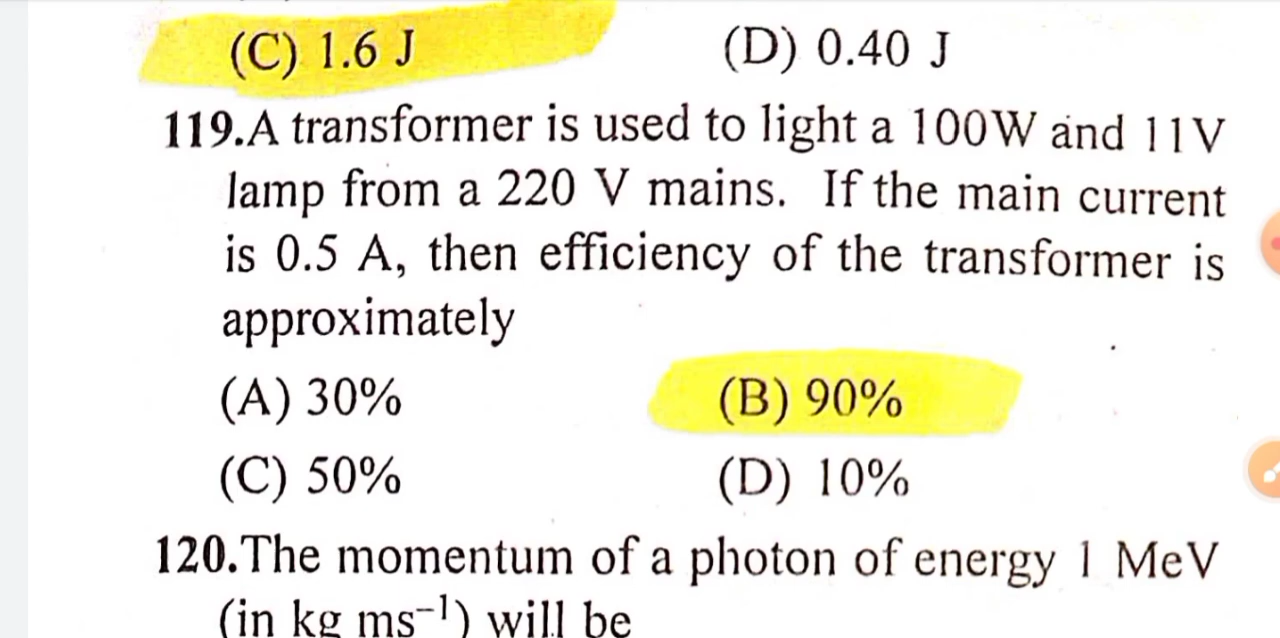 (C) 1.6 J (D) 0.40 J
119.A transformer is used to light a 100W and 11V
lamp from a 220 V mains. If the main current
is 0.5 A, then efficiency of the transformer is
approximately
(A) 30% (B) 90%
(C) 50% (D) 10%
120.The momentum of a photon of energy 1 MeV
(in kg ms⁻¹) will be